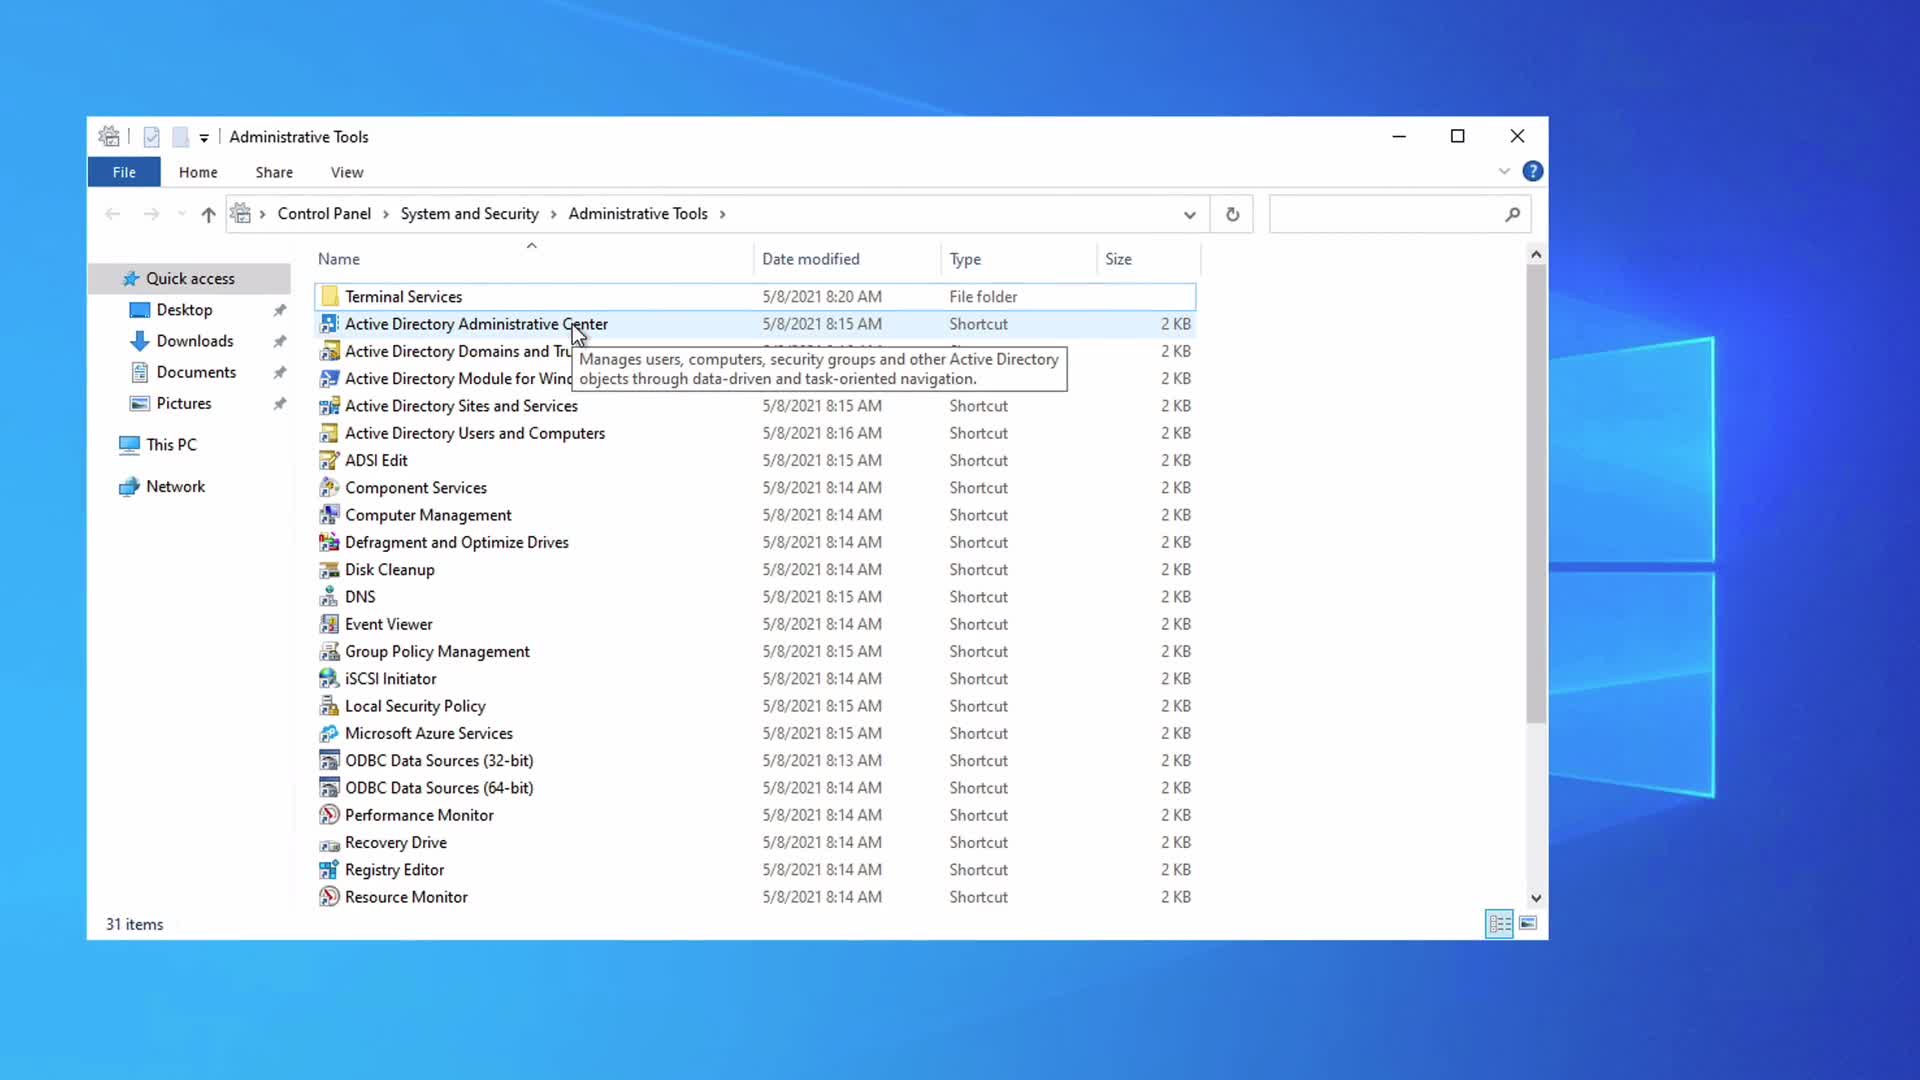 Administrative Tools
File Home Share View
Control Panel System and Security Administrative Tools
Name Date modified Type Size
Quick access
Desktop
Downloads
Documents
Pictures
This PC
Network
Terminal Services 5/8/2021 8:20 AM File folder
Active Directory Administrative Center 5/8/2021 8:15 AM Shortcut 2 KB
Active Directory Domains and 2 KB
Manages users, computers, security groups and other Active Directory
objects through data-driven and task-oriented navigation.
Active Directory Module for 2 KB
Active Directory Sites and Services 5/8/2021 8:15 AM Shortcut 2 KB
Active Directory Users and Computers 5/8/2021 8:16 AM Shortcut 2 KB
ADSI Edit 5/8/2021 8:15 AM Shortcut 2 KB
Component Services 5/8/2021 8:14 AM Shortcut 2 KB
Computer Management 5/8/2021 8:14 AM Shortcut 2 KB
Defragment and Optimize Drives 5/8/2021 8:14 AM Shortcut 2 KB
Disk Cleanup 5/8/2021 8:14 AM Shortcut 2 KB
DNS 5/8/2021 8:15 AM Shortcut 2 KB
Event Viewer 5/8/2021 8:14 AM Shortcut 2 KB
Group Policy Management 5/8/2021 8:15 AM Shortcut 2 KB
iSCSI Initiator 5/8/2021 8:14 AM Shortcut 2 KB
Local Security Policy 5/8/2021 8:15 AM Shortcut 2 KB
Microsoft Azure Services 5/8/2021 8:15 AM Shortcut 2 KB
ODBC Data Sources (32-bit) 5/8/2021 8:13 AM Shortcut 2 KB
ODBC Data Sources (64-bit) 5/8/2021 8:14 AM Shortcut 2 KB
Performance Monitor 5/8/2021 8:14 AM Shortcut 2 KB
Recovery Drive 5/8/2021 8:14 AM Shortcut 2 KB
Registry Editor 5/8/2021 8:14 AM Shortcut 2 KB
Resource Monitor 5/8/2021 8:14 AM Shortcut 2 KB
31 items